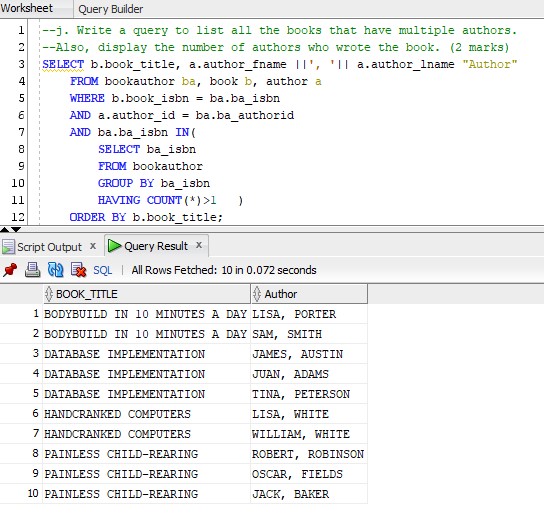 Worksheet Query Builder
1 --j. Write a query to list all the books that have multiple authors.
2 --Also, display the number of authors who wrote the book. (2 marks)
3 SELECT b.book_title, a.author_fname ||', '|| a.author_lname "Author"
4 FROM bookauthor ba, book b, author a
5 WHERE b.book_isbn = ba.ba_isbn
6 AND a.author_id = ba.ba_authorid
7 AND ba.ba_isbn IN(
8 SELECT ba_isbn
9 FROM bookauthor
10 GROUP BY ba_isbn
11 HAVING COUNT(*)>1 )
12 ORDER BY b.book_title;
Script Output x Query Result x
SQL | All Rows Fetched: 10 in 0.072 seconds
BOOK_TITLE Author
1 BODYBUILD IN 10 MINUTES A DAY LISA, PORTER
2 BODYBUILD IN 10 MINUTES A DAY SAM, SMITH
3 DATABASE IMPLEMENTATION JAMES, AUSTIN
4 DATABASE IMPLEMENTATION JUAN, ADAMS
5 DATABASE IMPLEMENTATION TINA, PETERSON
6 HANDCRANKED COMPUTERS LISA, WHITE
7 HANDCRANKED COMPUTERS WILLIAM, WHITE
8 PAINLESS CHILD-REARING ROBERT, ROBINSON
9 PAINLESS CHILD-REARING OSCAR, FIELDS
10 PAINLESS CHILD-REARING JACK, BAKER